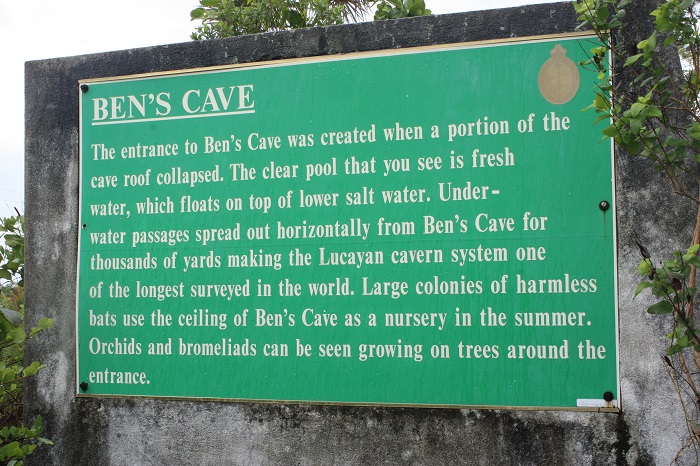 BEN'S CAVE
The entrance to Ben's Cave was created when a portion of the
cave roof collapsed. The clear pool that you see is fresh
water, which floats on top of lower salt water. Under-
water passages spread out horizontally from Ben's Cave for
thousands of yards making the Lucayan cavern system one
of the longest surveyed in the world. Large colonies of harmless
bats use the ceiling of Ben's Cave as a nursery in the summer.
Orchids and bromeliads can be seen growing on trees around the
entrance.